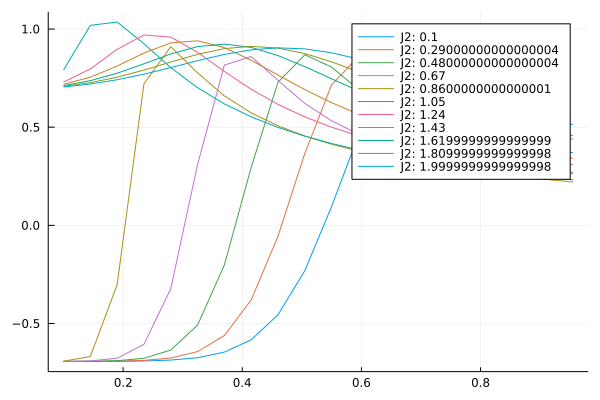 1.0
0.5
0.0
−0.5
0.2
0.4
0.6
0.8
J2: 0.1
J2: 0.29000000000000004
J2: 0.48000000000000004
J2: 0.67
J2: 0.8600000000000001
J2: 1.05
J2: 1.24
J2: 1.43
J2: 1.6199999999999999
J2: 1.8099999999999998
J2: 1.9999999999999998